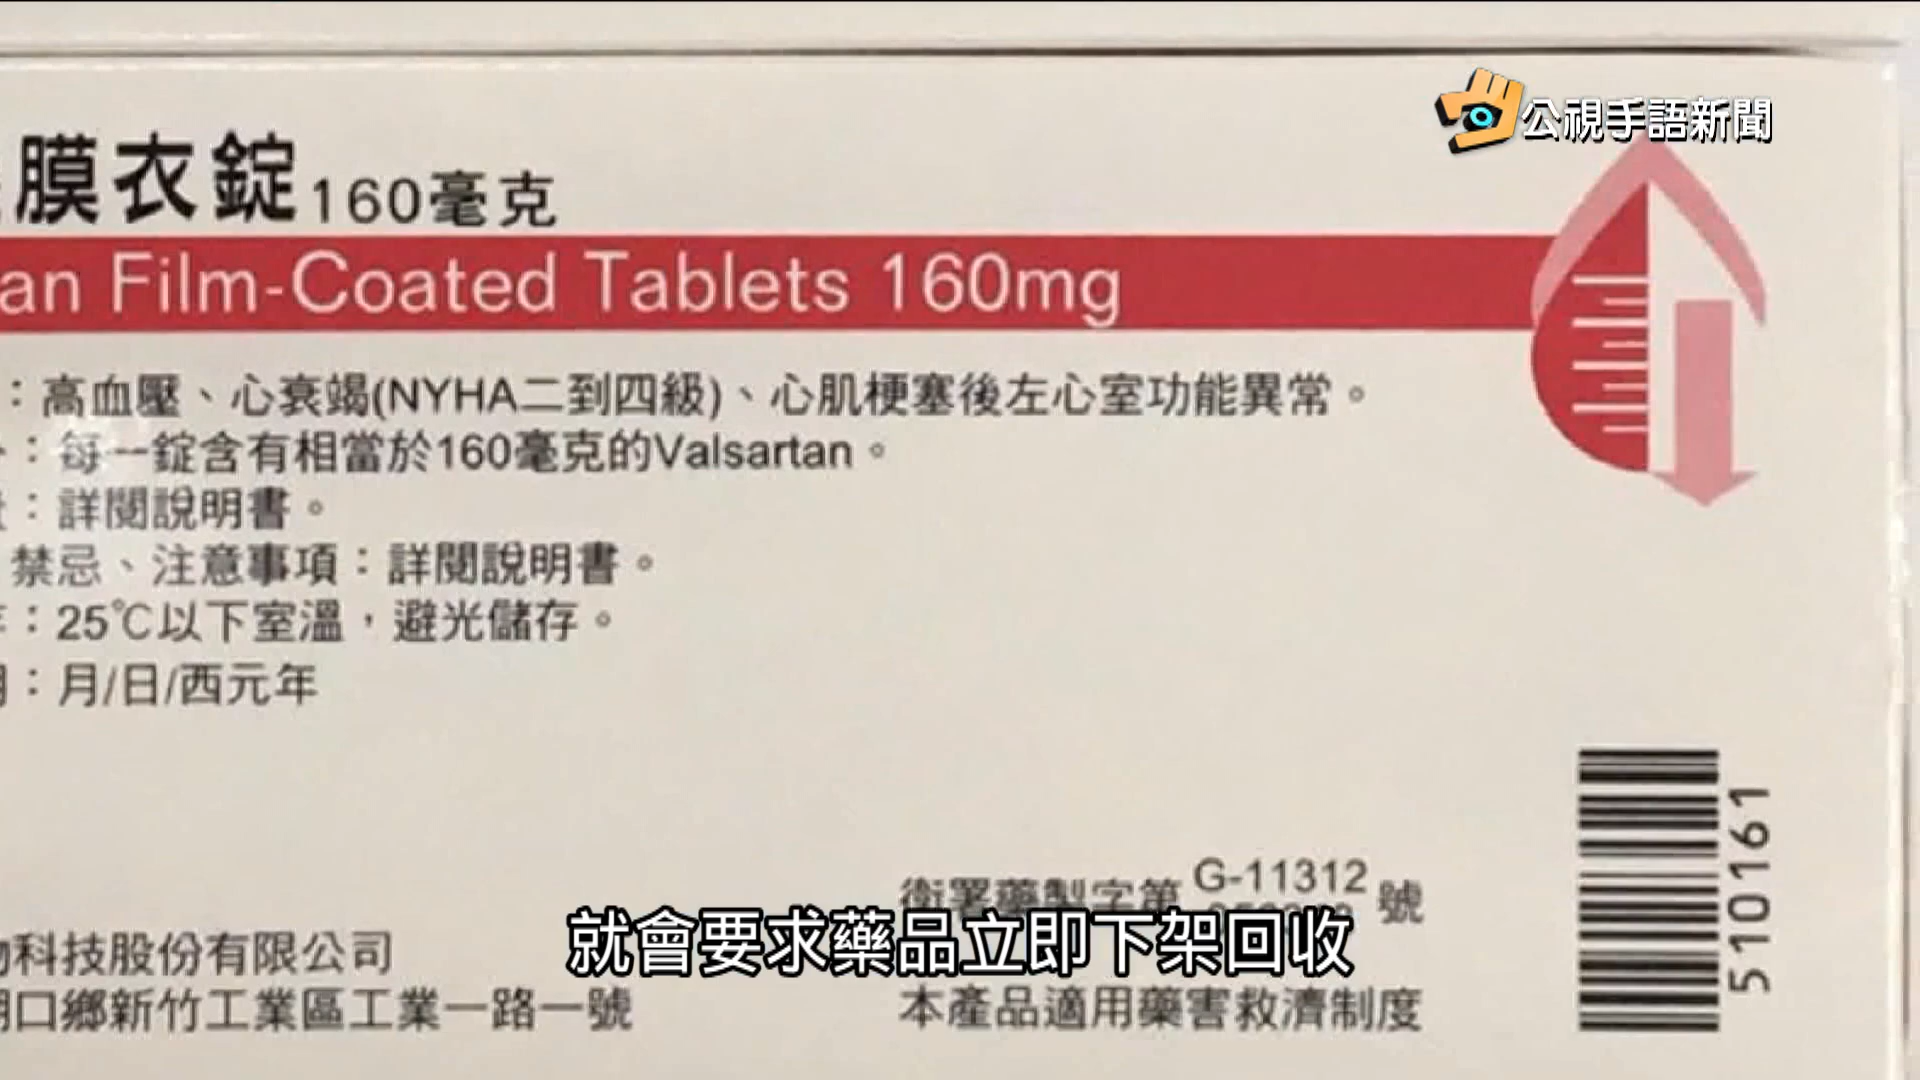 公視手語新聞
膜衣錠160毫克
an Film-Coated Tablets 160mg
：高血壓、心衰竭(NYHA二到四級)、心肌梗塞後左心室功能異常。
：每一錠含有相當於160毫克的Valsartan。
：詳閱說明書。
禁忌、注意事項：詳閱說明書。
：25℃以下室溫，避光儲存。
：月/日/西元年
衛署藥製字第 G-11312 號
510161
就會要求藥品立即下架回收
科技股份有限公司
口鄉新竹工業區工業一路一號
本產品適用藥害救濟制度